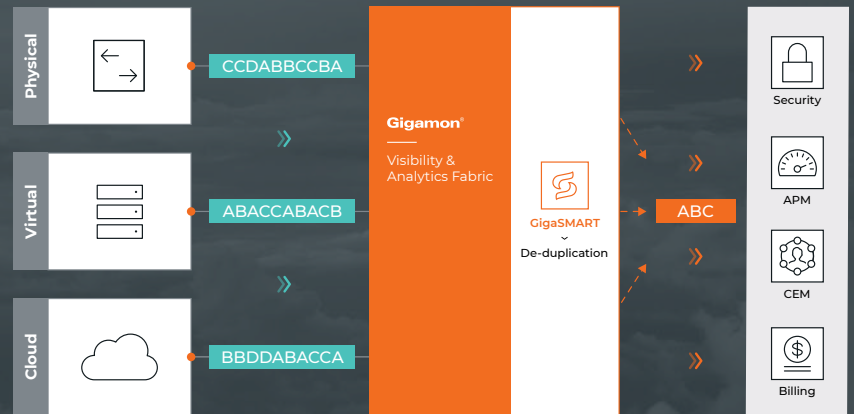 Physical
CCDABBCCBA
Virtual
ABACCABACB
Cloud
BBDDABACCA
Gigamon®
Visibility &
Analytics Fabric
GigaSMART
De-duplication
ABC
Security
APM
CEM
Billing